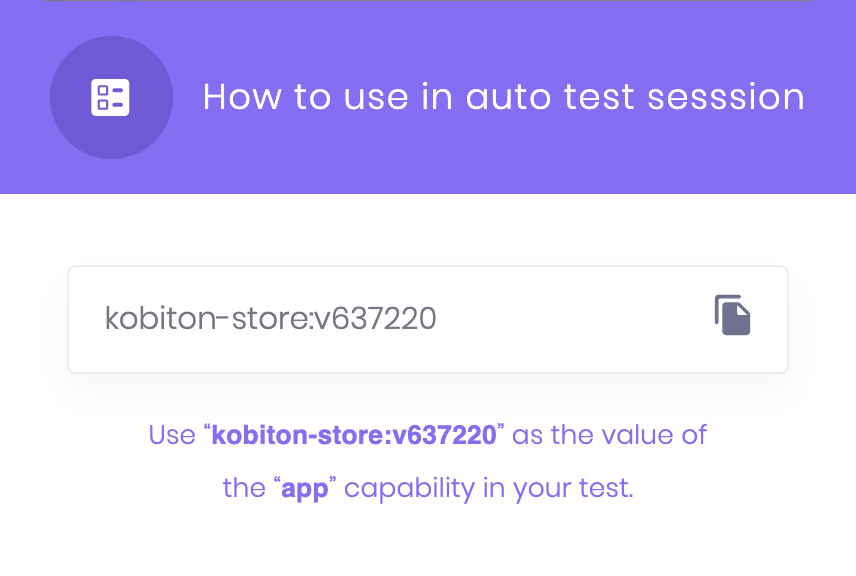 How to use in auto test sesssion
kobiton-store:v637220
Use “kobiton-store:v637220” as the value of
the “app” capability in your test.